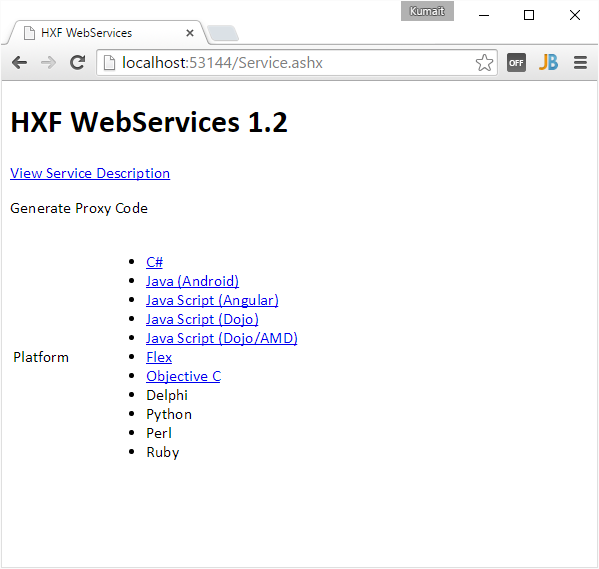 Kumait
HXF WebServices
localhost:53144/Service.ashx
OFF
JB
HXF WebServices 1.2
View Service Description
Generate Proxy Code
Platform
C#
Java (Android)
Java Script (Angular)
Java Script (Dojo)
Java Script (Dojo/AMD)
Flex
Objective C
Delphi
Python
Perl
Ruby